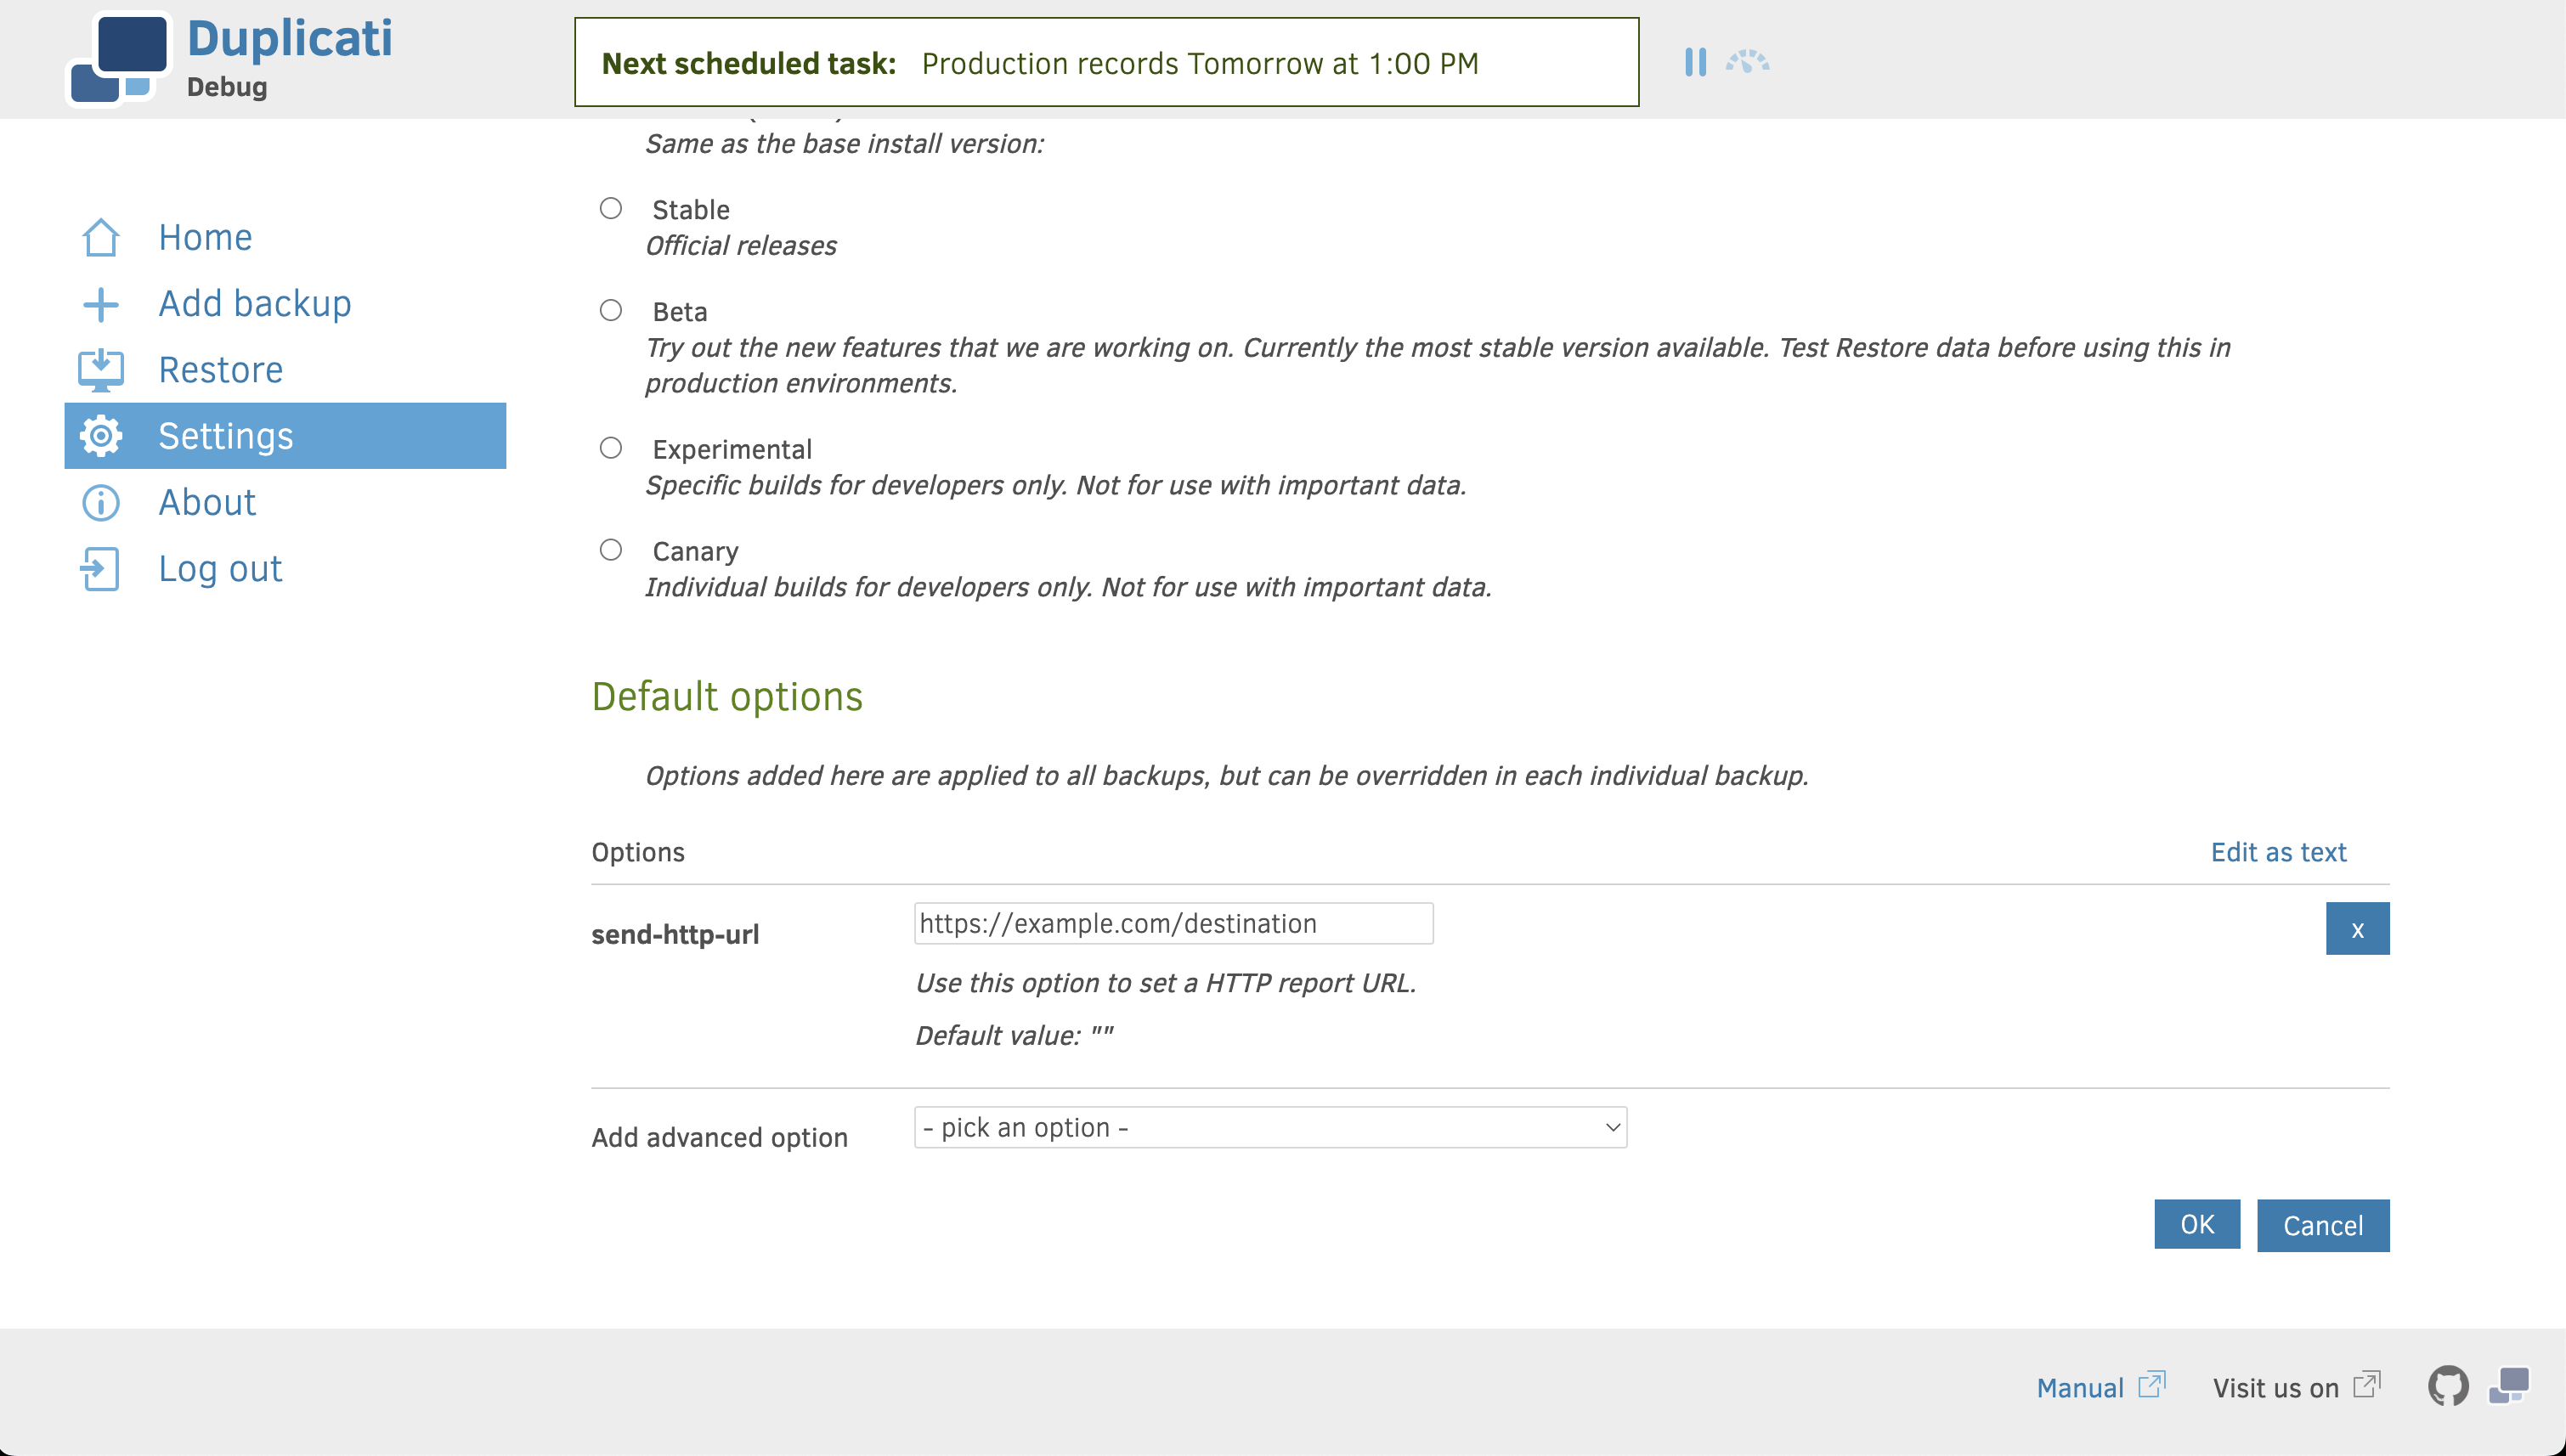 Duplicati
Debug
Next scheduled task: Production records Tomorrow at 1:00 PM
Home
Add backup
Restore
Settings
About
Log out
Same as the base install version:
Stable
Official releases
Beta
Try out the new features that we are working on. Currently the most stable version available. Test Restore data before using this in
production environments.
Experimental
Specific builds for developers only. Not for use with important data.
Canary
Individual builds for developers only. Not for use with important data.
Default options
Options added here are applied to all backups, but can be overridden in each individual backup.
Options Edit as text
send-http-url https://example.com/destination x
Use this option to set a HTTP report URL.
Default value: ""
Add advanced option - pick an option -
OK Cancel
Manual Visit us on